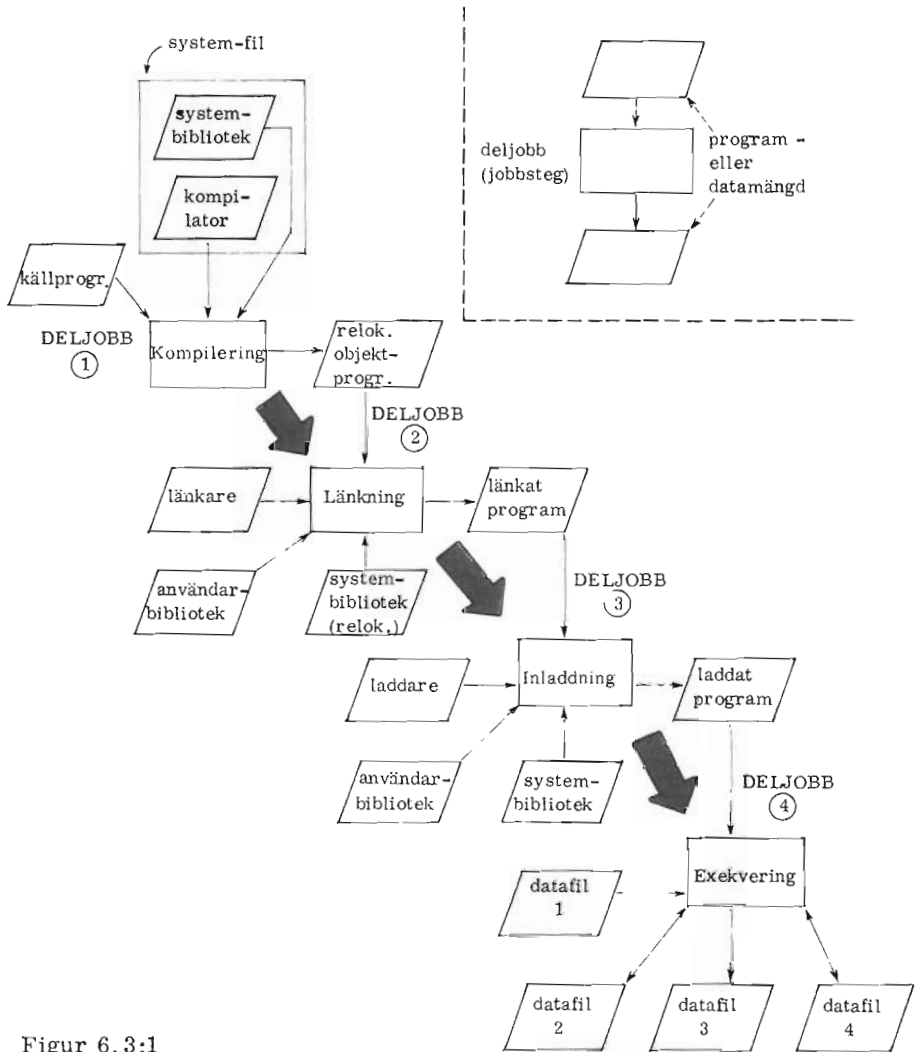 system-fil
system-
bibliotek
kompi-
lator
källprogr.
DELJOBB
1
Kompilering
relok.
objekt-
progr.
deljobb
(jobbsteg)
program -
eller
datamängd
DELJOBB
2
länkare
Länkning
länkat
program
användar-
bibliotek
system-
bibliotek
(relok.)
DELJOBB
3
laddare
Inladdning
laddat
program
användar-
bibliotek
system-
bibliotek
DELJOBB
4
Exekvering
datafil
1
datafil
2
datafil
3
datafil
4
Figur 6.3:1